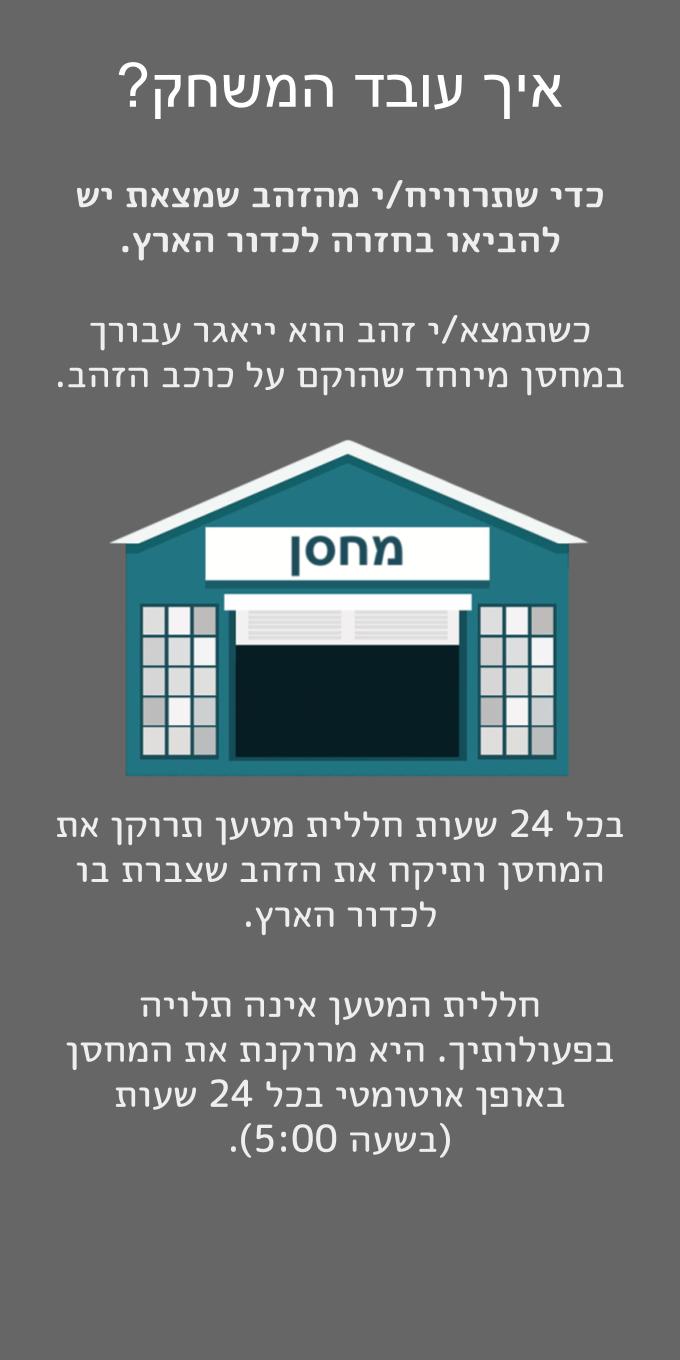 איך עובד המשחק?
כדי שתרוויח/י מהזהב שמצאת יש
להביאו בחזרה לכדור הארץ.
כשתמצא/י זהב הוא ייאגר עבורך
במחסן מיוחד שהוקם על כוכב הזהב.
מחסן
בכל 24 שעות חללית מטען תרוקן את
המחסן ותיקח את הזהב שצברת בו
לכדור הארץ.
חללית המטען אינה תלויה
בפעולותיך. היא מרוקנת את המחסן
באופן אוטומטי בכל 24 שעות
(בשעה 5:00).